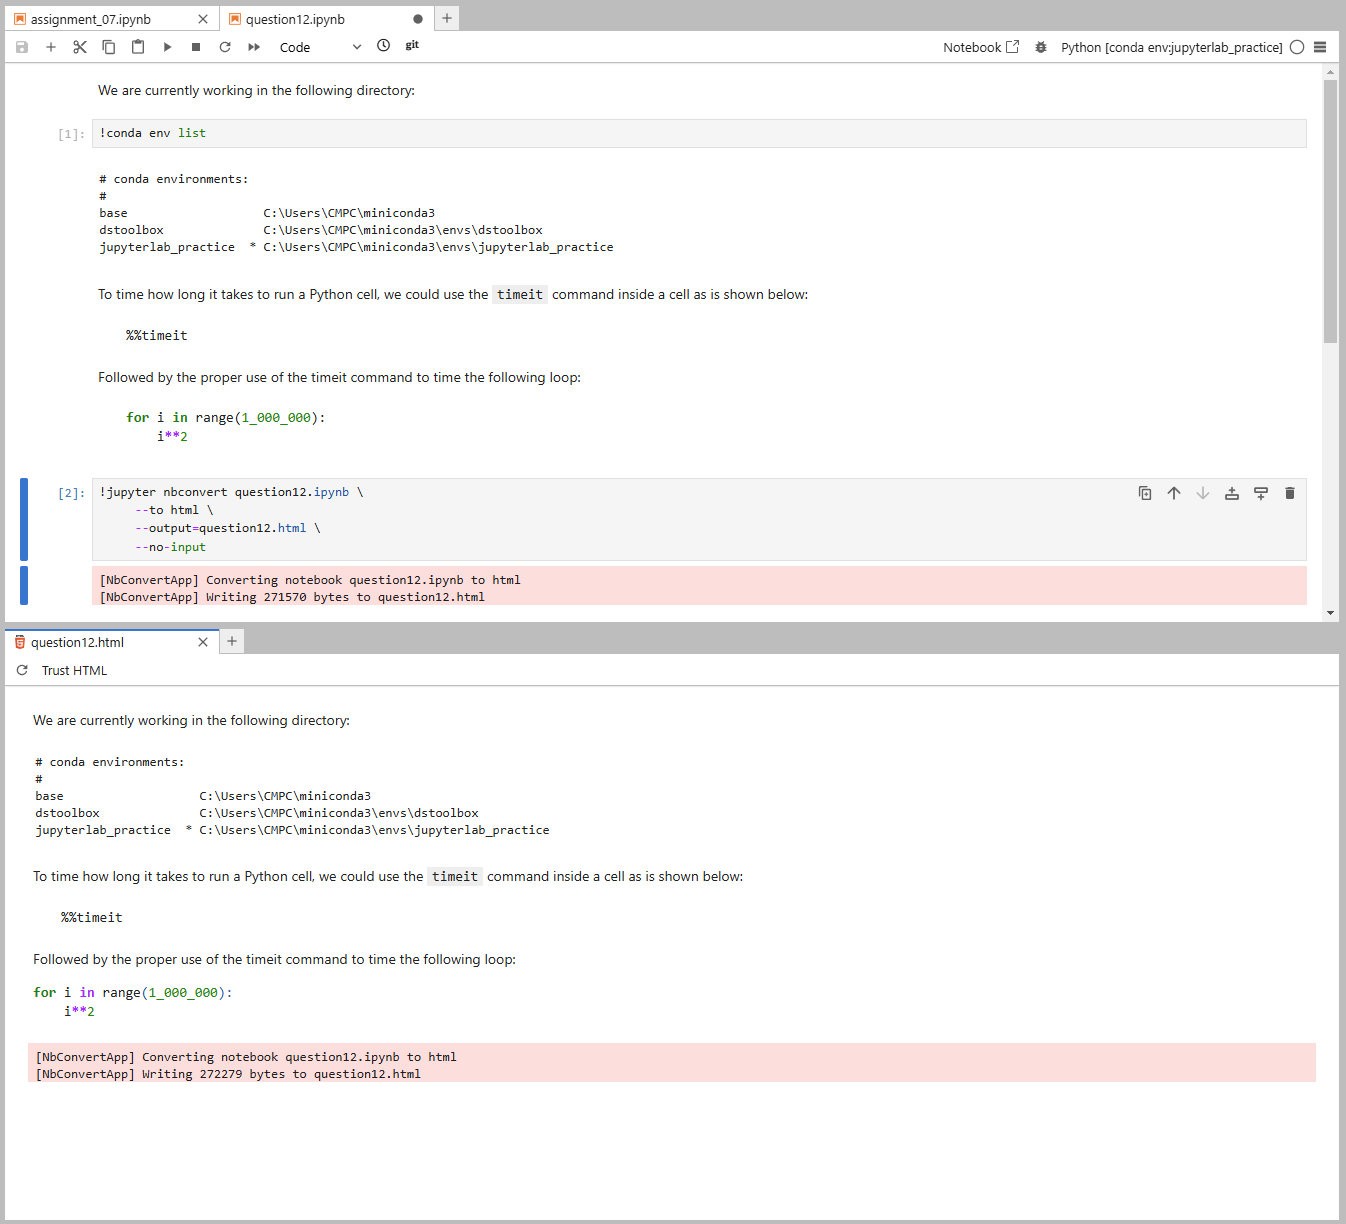 assignment_07.ipynb
question12.ipynb
Code
git
Notebook
Python [conda env:jupyterlab_practice]
We are currently working in the following directory:
[1]:
!conda env list
# conda environments:
#
base                   C:\Users\CMPC\miniconda3
dstoolbox              C:\Users\CMPC\miniconda3\envs\dstoolbox
jupyterlab_practice  * C:\Users\CMPC\miniconda3\envs\jupyterlab_practice
To time how long it takes to run a Python cell, we could use the timeit command inside a cell as is shown below:
%%timeit
Followed by the proper use of the timeit command to time the following loop:
for i in range(1_000_000):
    i**2
[2]:
!jupyter nbconvert question12.ipynb \
     --to html \
     --output=question12.html \
     --no-input
[NbConvertApp] Converting notebook question12.ipynb to html
[NbConvertApp] Writing 271570 bytes to question12.html
question12.html
Trust HTML
We are currently working in the following directory:
# conda environments:
#
base                   C:\Users\CMPC\miniconda3
dstoolbox              C:\Users\CMPC\miniconda3\envs\dstoolbox
jupyterlab_practice  * C:\Users\CMPC\miniconda3\envs\jupyterlab_practice
To time how long it takes to run a Python cell, we could use the timeit command inside a cell as is shown below:
%%timeit
Followed by the proper use of the timeit command to time the following loop:
for i in range(1_000_000):
    i**2
[NbConvertApp] Converting notebook question12.ipynb to html
[NbConvertApp] Writing 272279 bytes to question12.html